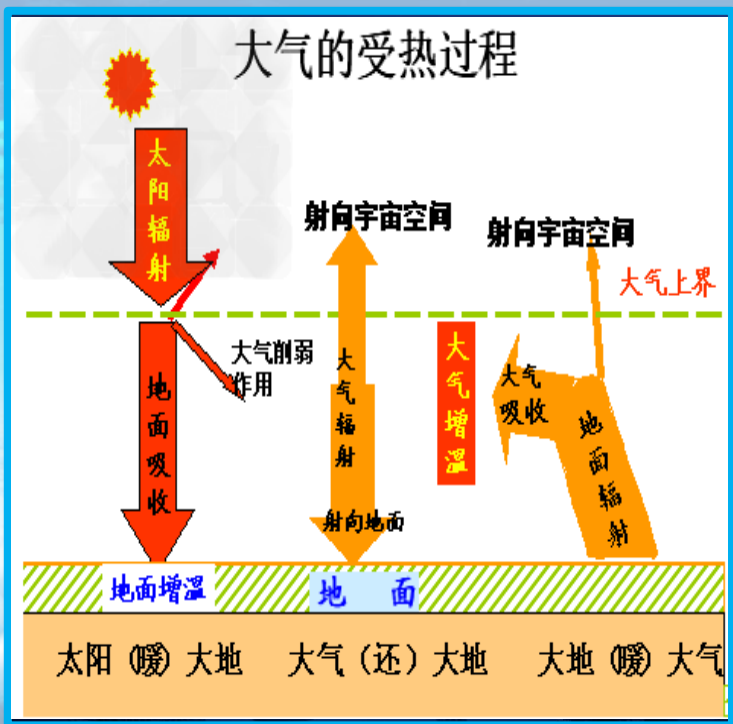 大气的受热过程
太阳辐射
射向宇宙空间
射向宇宙空间
大气上界
大气削弱
作用
地面吸收
大气辐射
大气增温
大气
吸收
地面辐射
射向地面
地面增温
地 面
太阳（暖）大地 大气（还）大地 大地（暖）大气